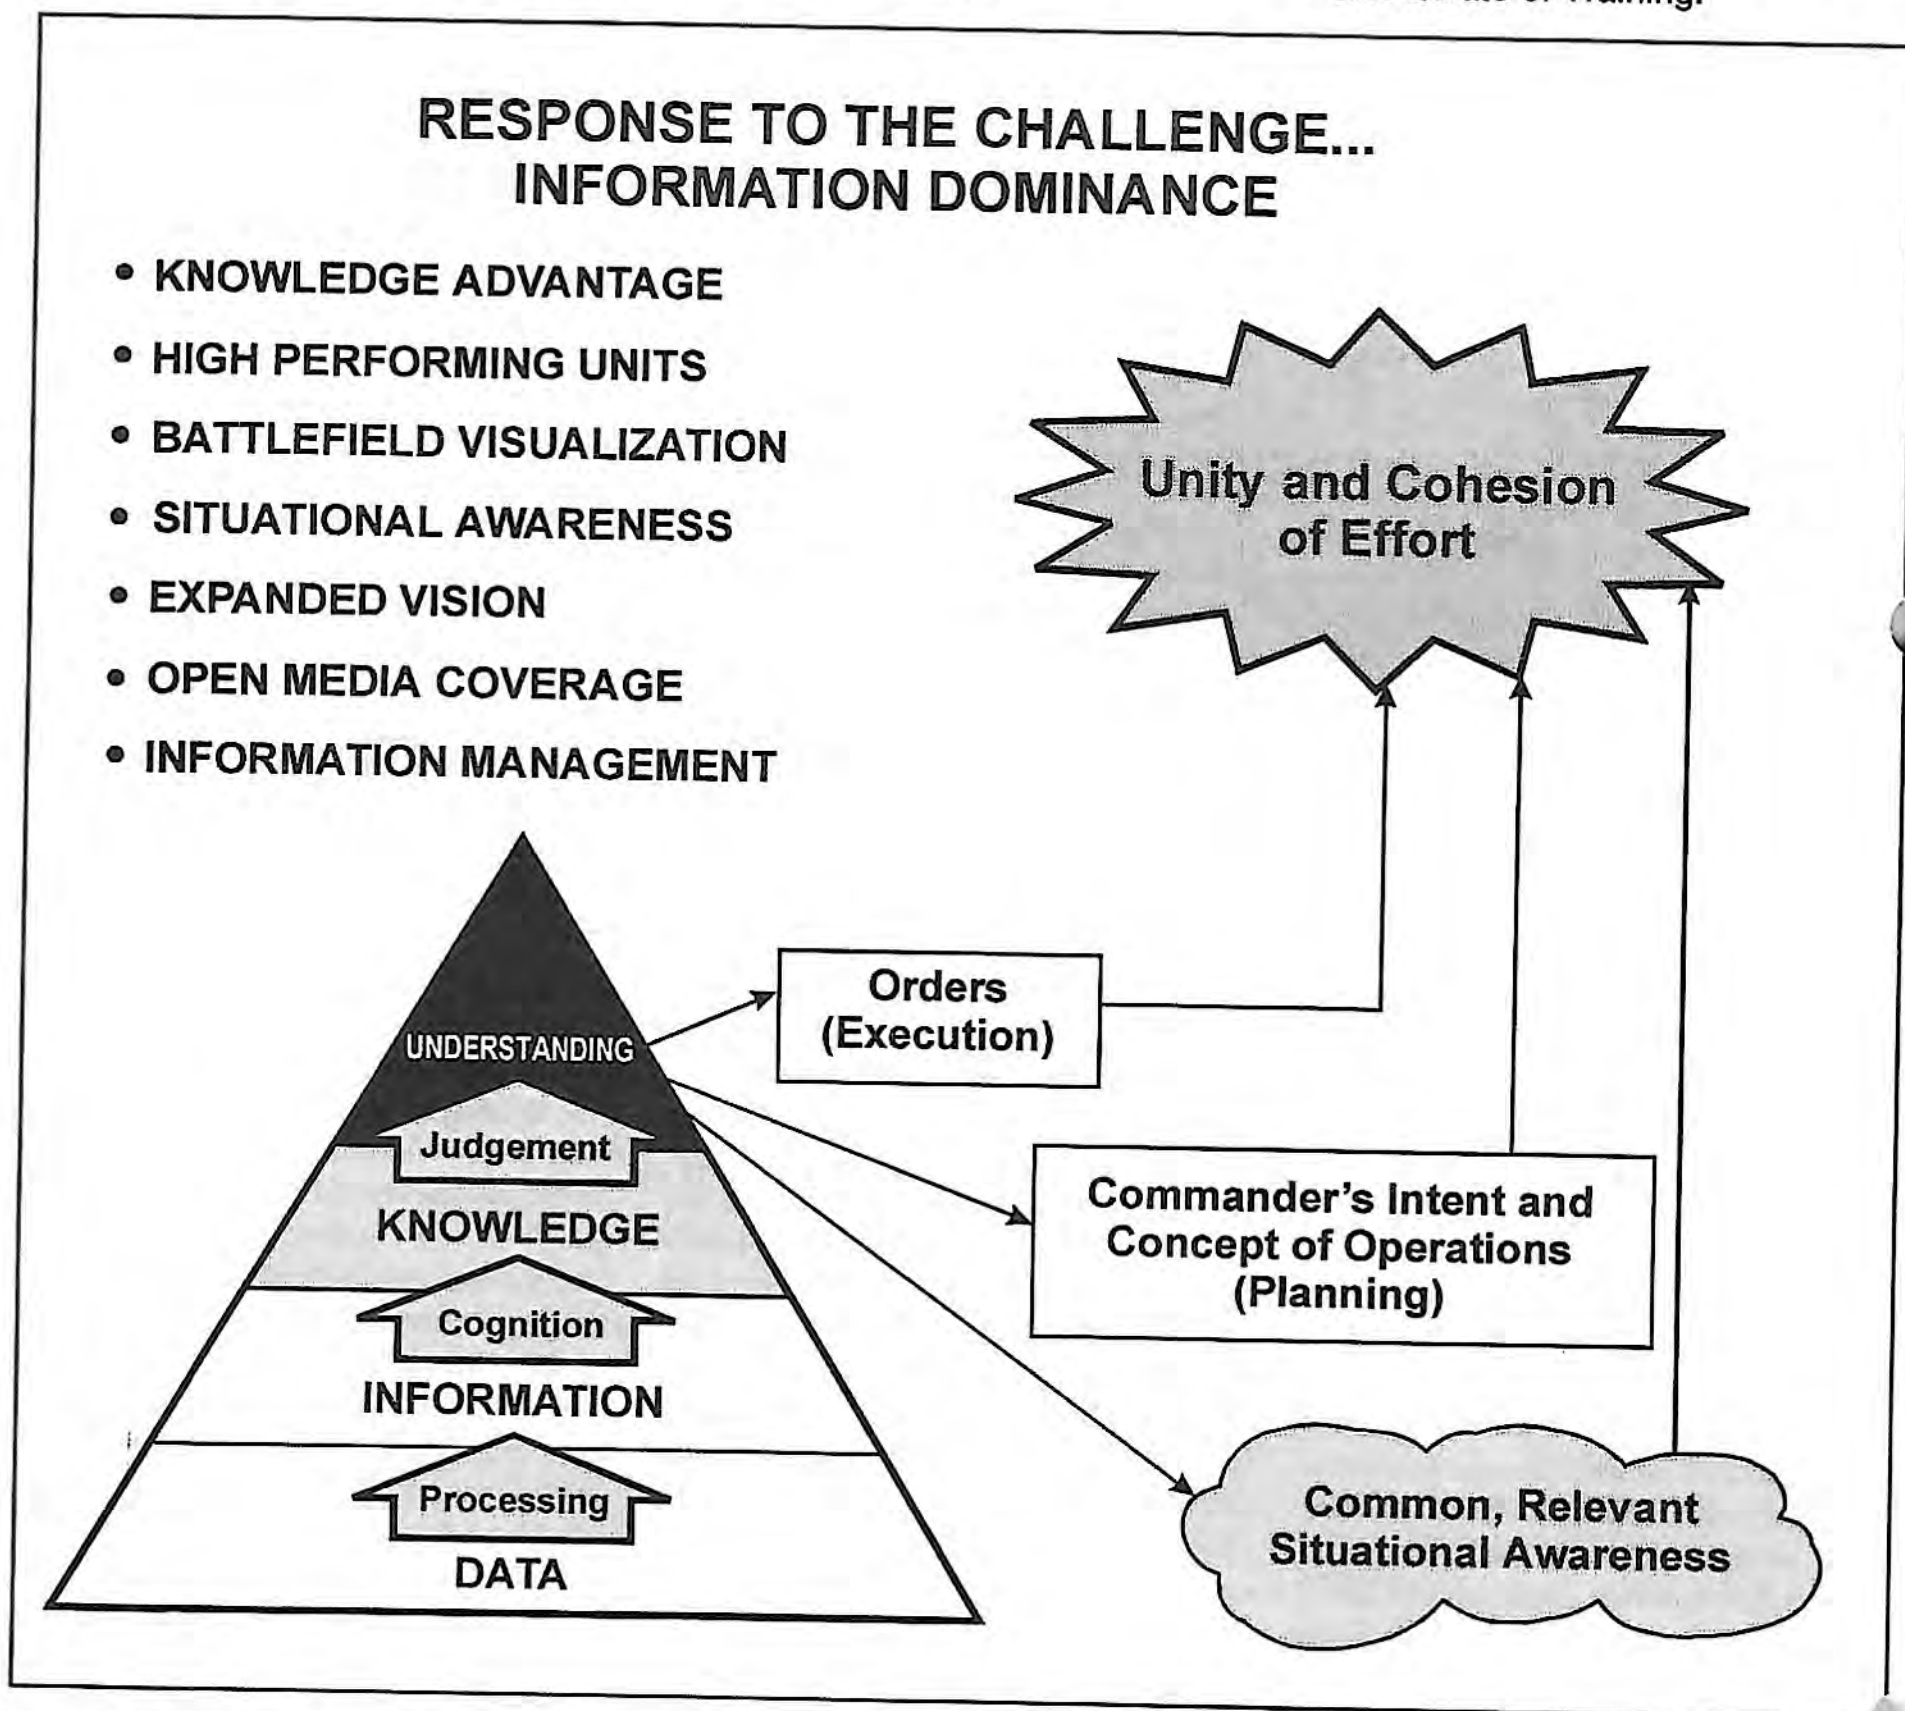 of Training.
RESPONSE TO THE CHALLENGE...
INFORMATION DOMINANCE
• KNOWLEDGE ADVANTAGE
• HIGH PERFORMING UNITS
• BATTLEFIELD VISUALIZATION
• SITUATIONAL AWARENESS
• EXPANDED VISION
• OPEN MEDIA COVERAGE
• INFORMATION MANAGEMENT
Unity and Cohesion
of Effort
UNDERSTANDING
Judgement
KNOWLEDGE
Cognition
INFORMATION
Processing
DATA
Orders
(Execution)
Commander's Intent and
Concept of Operations
(Planning)
Common, Relevant
Situational Awareness